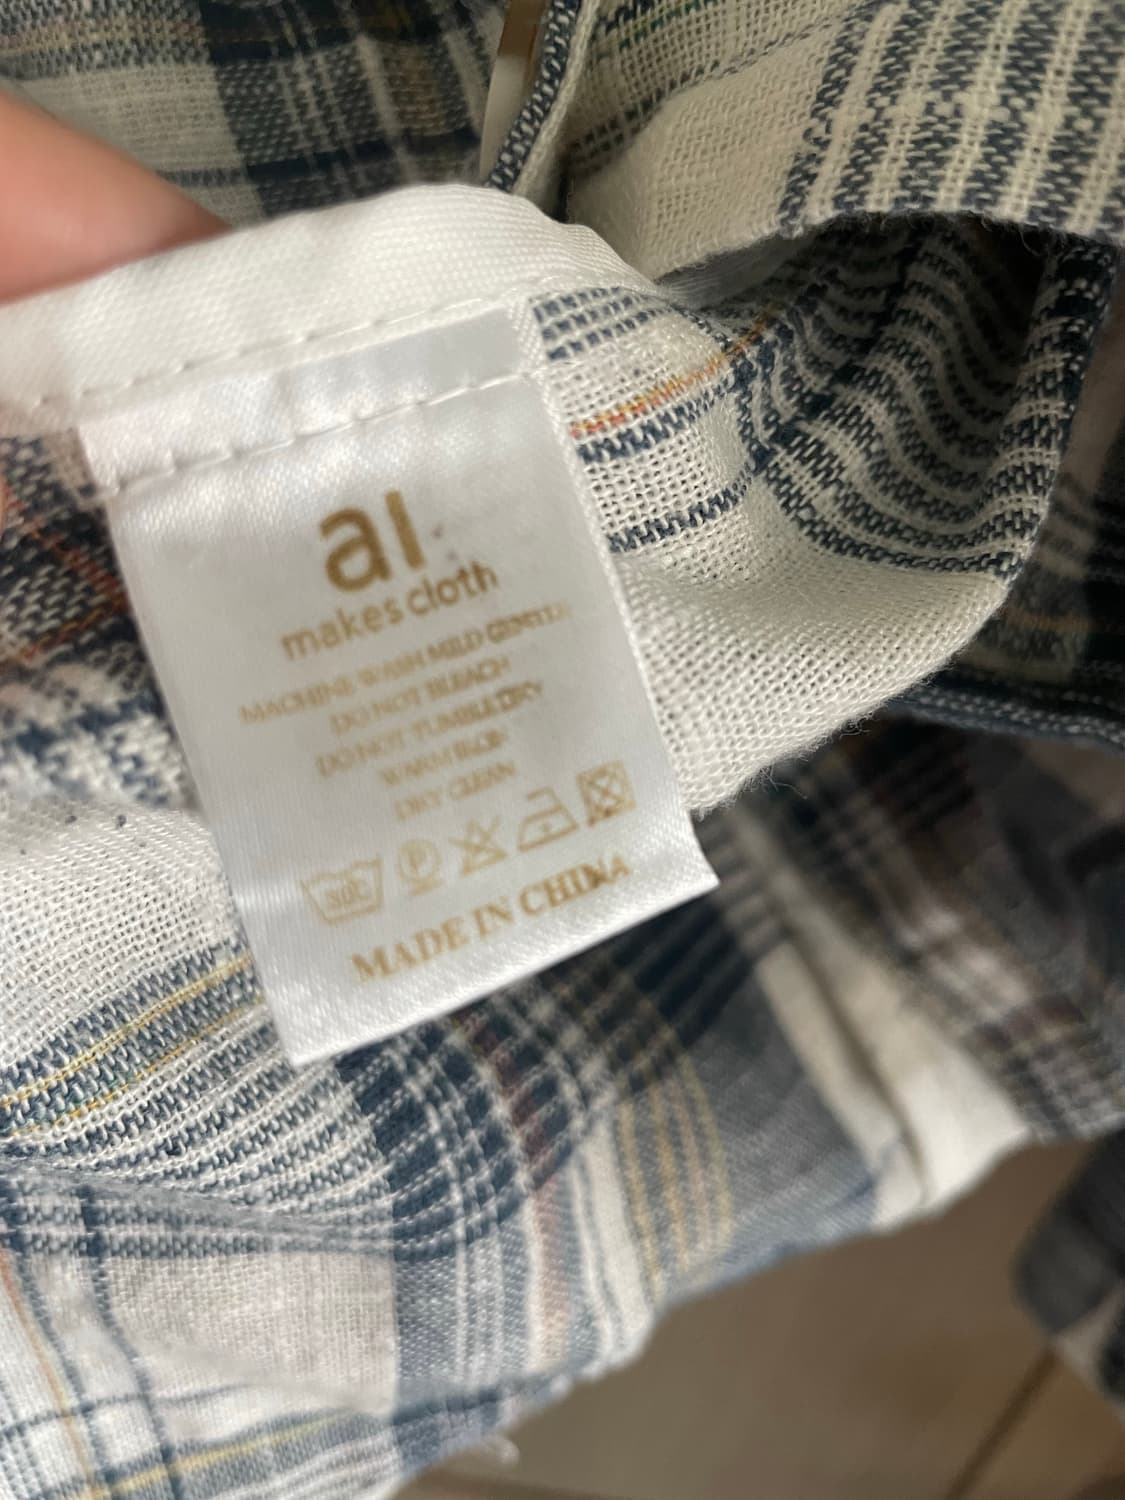 al.
makes cloth
MACHINE WASH MILD GENTLE
DO NOT BLEACH
DO NOT TUMBLE DRY
WARM IRON
DRY CLEAN
30C P
MADE IN CHINA